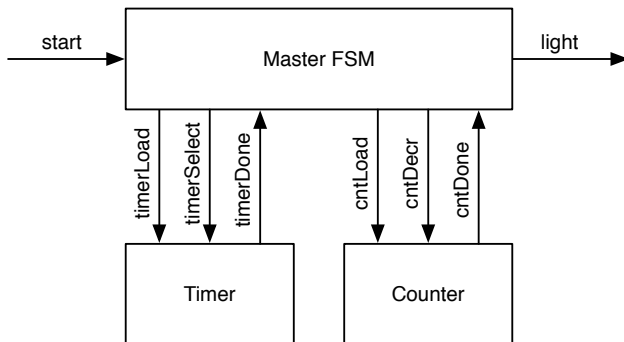 start
Master FSM
light
timerLoad
timerSelect
timerDone
cntLoad
cntDecr
cntDone
Timer
Counter